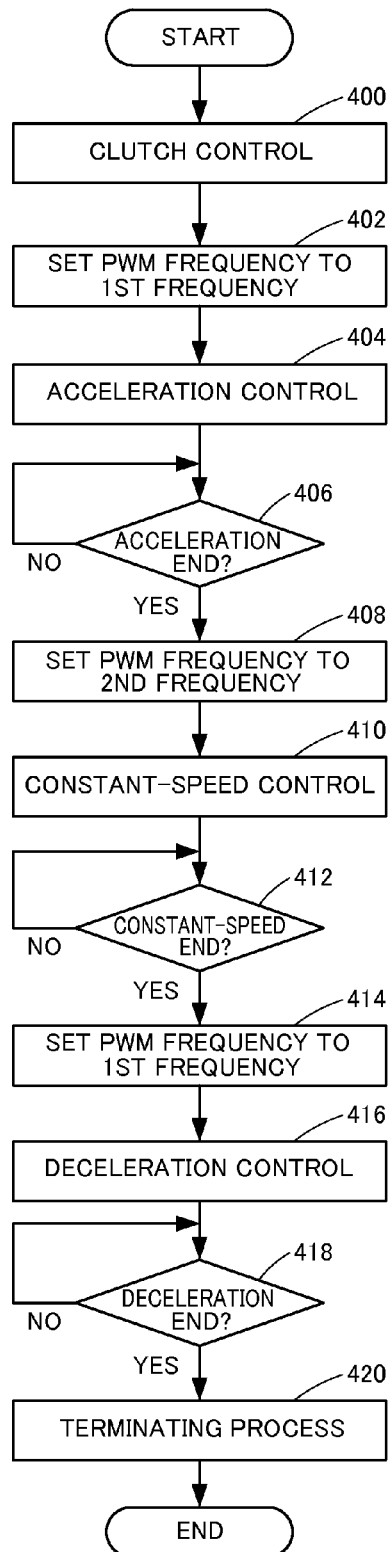 START
400
CLUTCH CONTROL
402
SET PWM FREQUENCY TO
1ST FREQUENCY
404
ACCELERATION CONTROL
406
ACCELERATION
END?
NO
YES
408
SET PWM FREQUENCY TO
2ND FREQUENCY
410
CONSTANT-SPEED CONTROL
412
CONSTANT-SPEED
END?
NO
YES
414
SET PWM FREQUENCY TO
1ST FREQUENCY
416
DECELERATION CONTROL
418
DECELERATION
END?
NO
YES
420
TERMINATING PROCESS
END